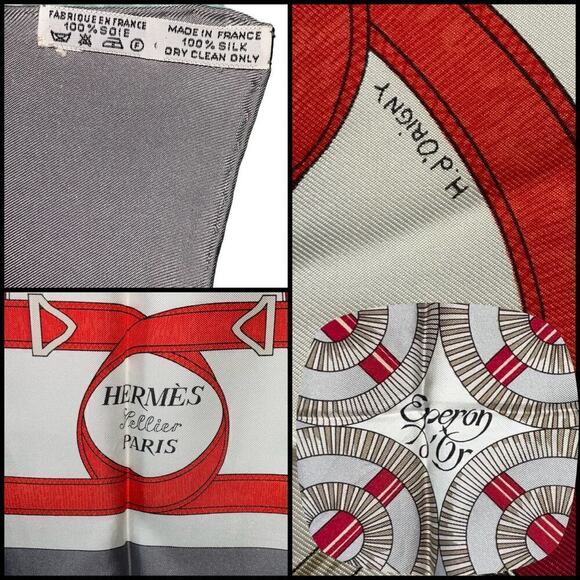 FABRIQUE EN FRANCE
100% SOIE
MADE IN FRANCE
100% SILK
DRY CLEAN ONLY
H. d'ORIGNY
HERMÈS
Sellier
PARIS
Eperon
d'Or